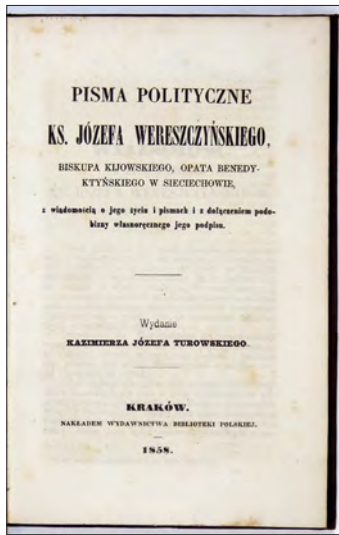 PISMA POLITYCZNE
KS. JÓZEFA WERESZCZYŃSKIEGO,
BISKUPA KIJOWSKIEGO, OPATA BENEDY-
KTYŃSKIEGO W SIECIECHOWIE,
z wiadomością o jego życiu i pismach i z dołączeniem podo-
bizny własnoręcznego jego podpisu.
Wydanie
KAZIMIERZA JÓZEFA TUROWSKIEGO.
KRAKÓW.
NAKŁADEM WYDAWNICTWA BIBLIOTEKI POLSKIEJ.
1858.